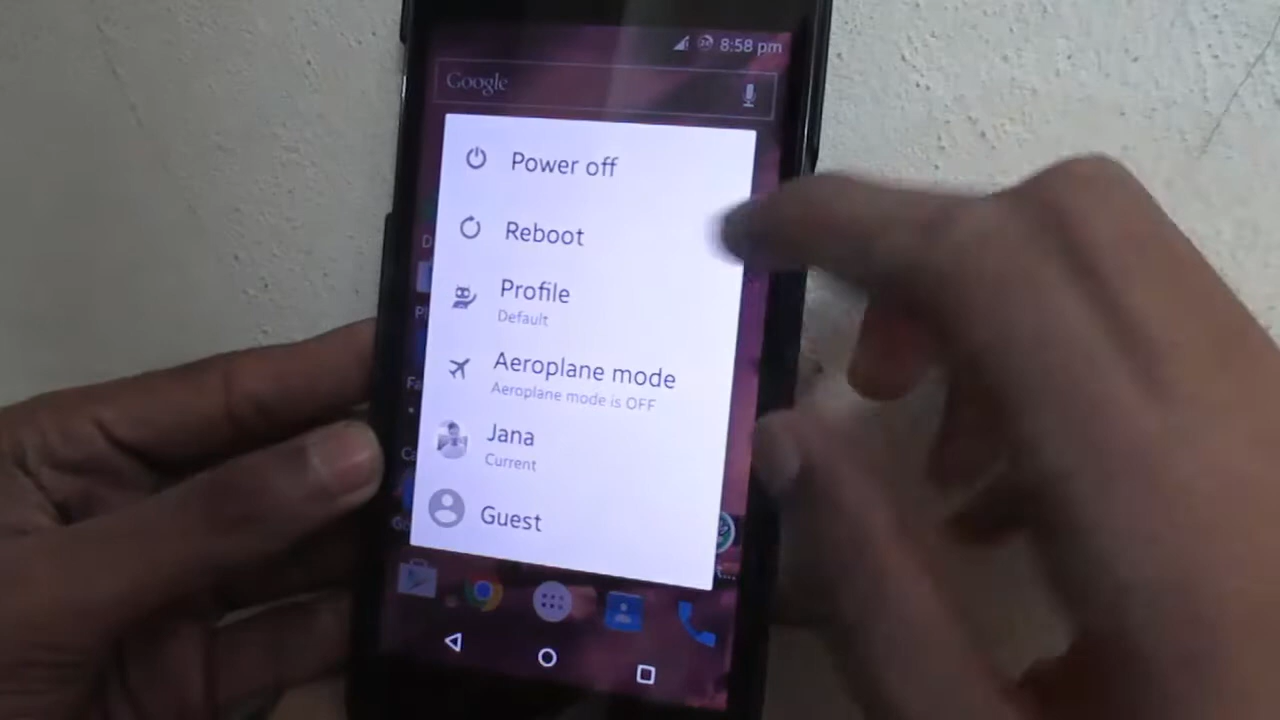 8:58 pm
Google
Power off
Reboot
Profile
Default
Aeroplane mode
Aeroplane mode is OFF
Jana
Current
Guest